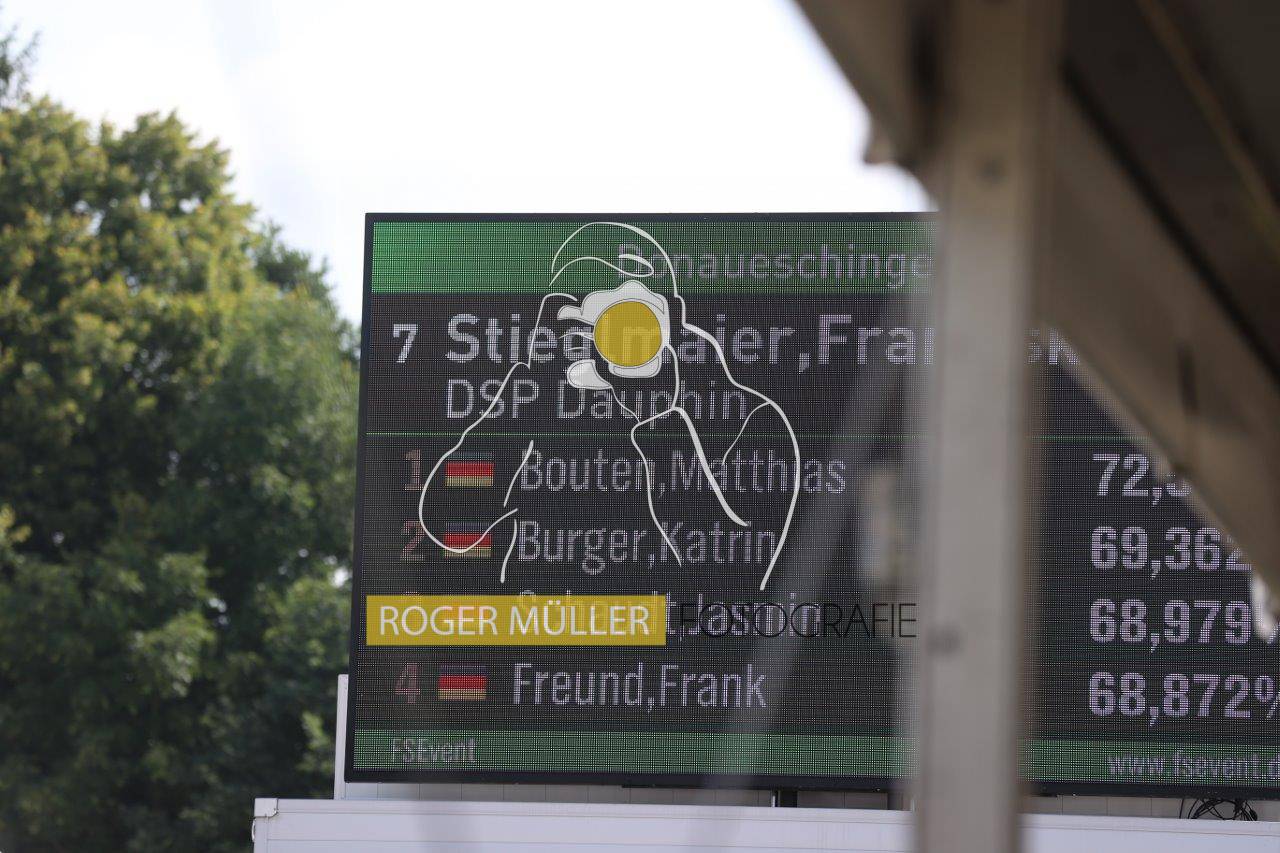 Donaueschinge
7 Stieglmaier,Fran
DSP Dauphin
1 Bouten,Matthias 72,
2 Burger,Katrin 69,362
Jasmin 68,979
ROGER MÜLLER FOTOGRAFIE
4 Freund,Frank 68,872%
FSEvent www.fsevent.d